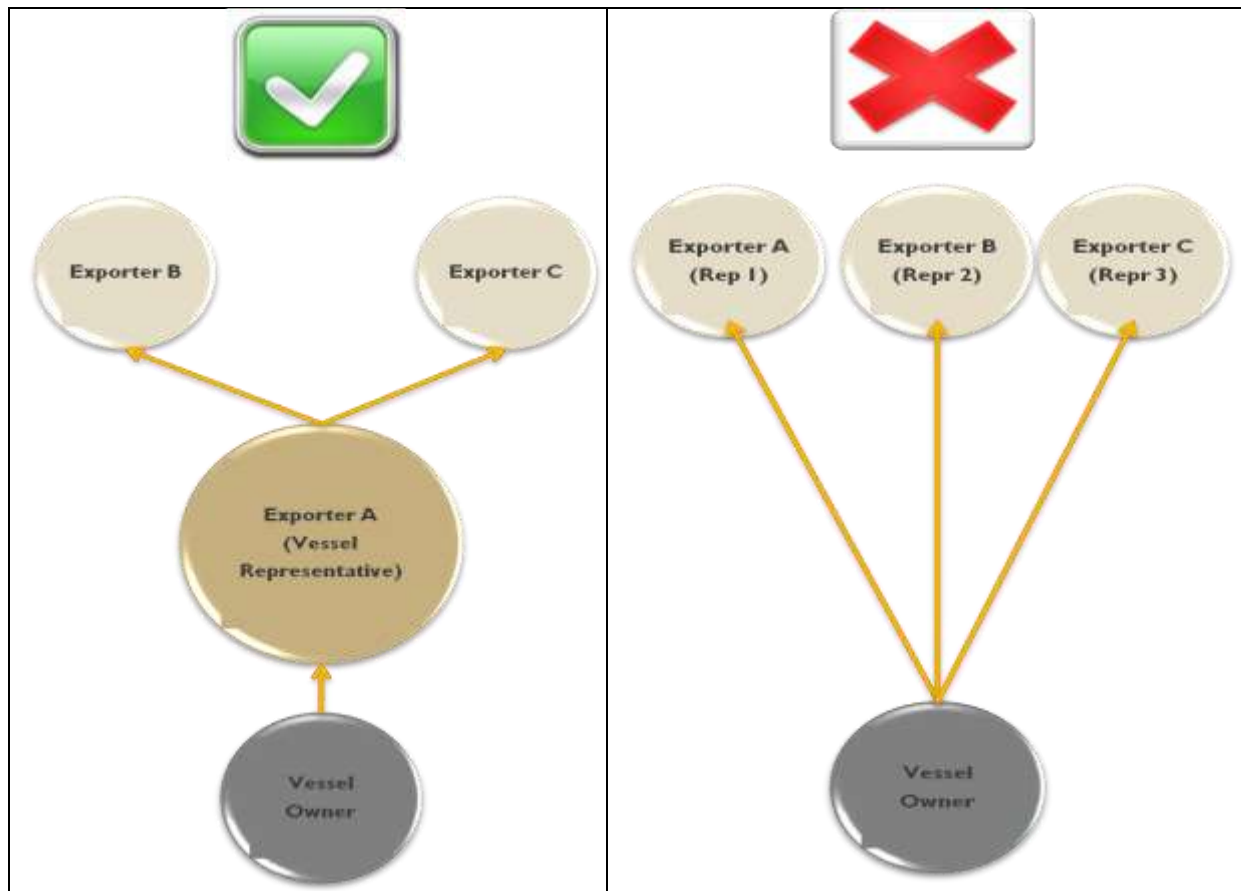 Exporter B
Exporter C
Exporter A
(Vessel
Representative)
Vessel
Owner
Exporter A
(Rep 1)
Exporter B
(Repr 2)
Exporter C
(Repr 3)
Vessel
Owner